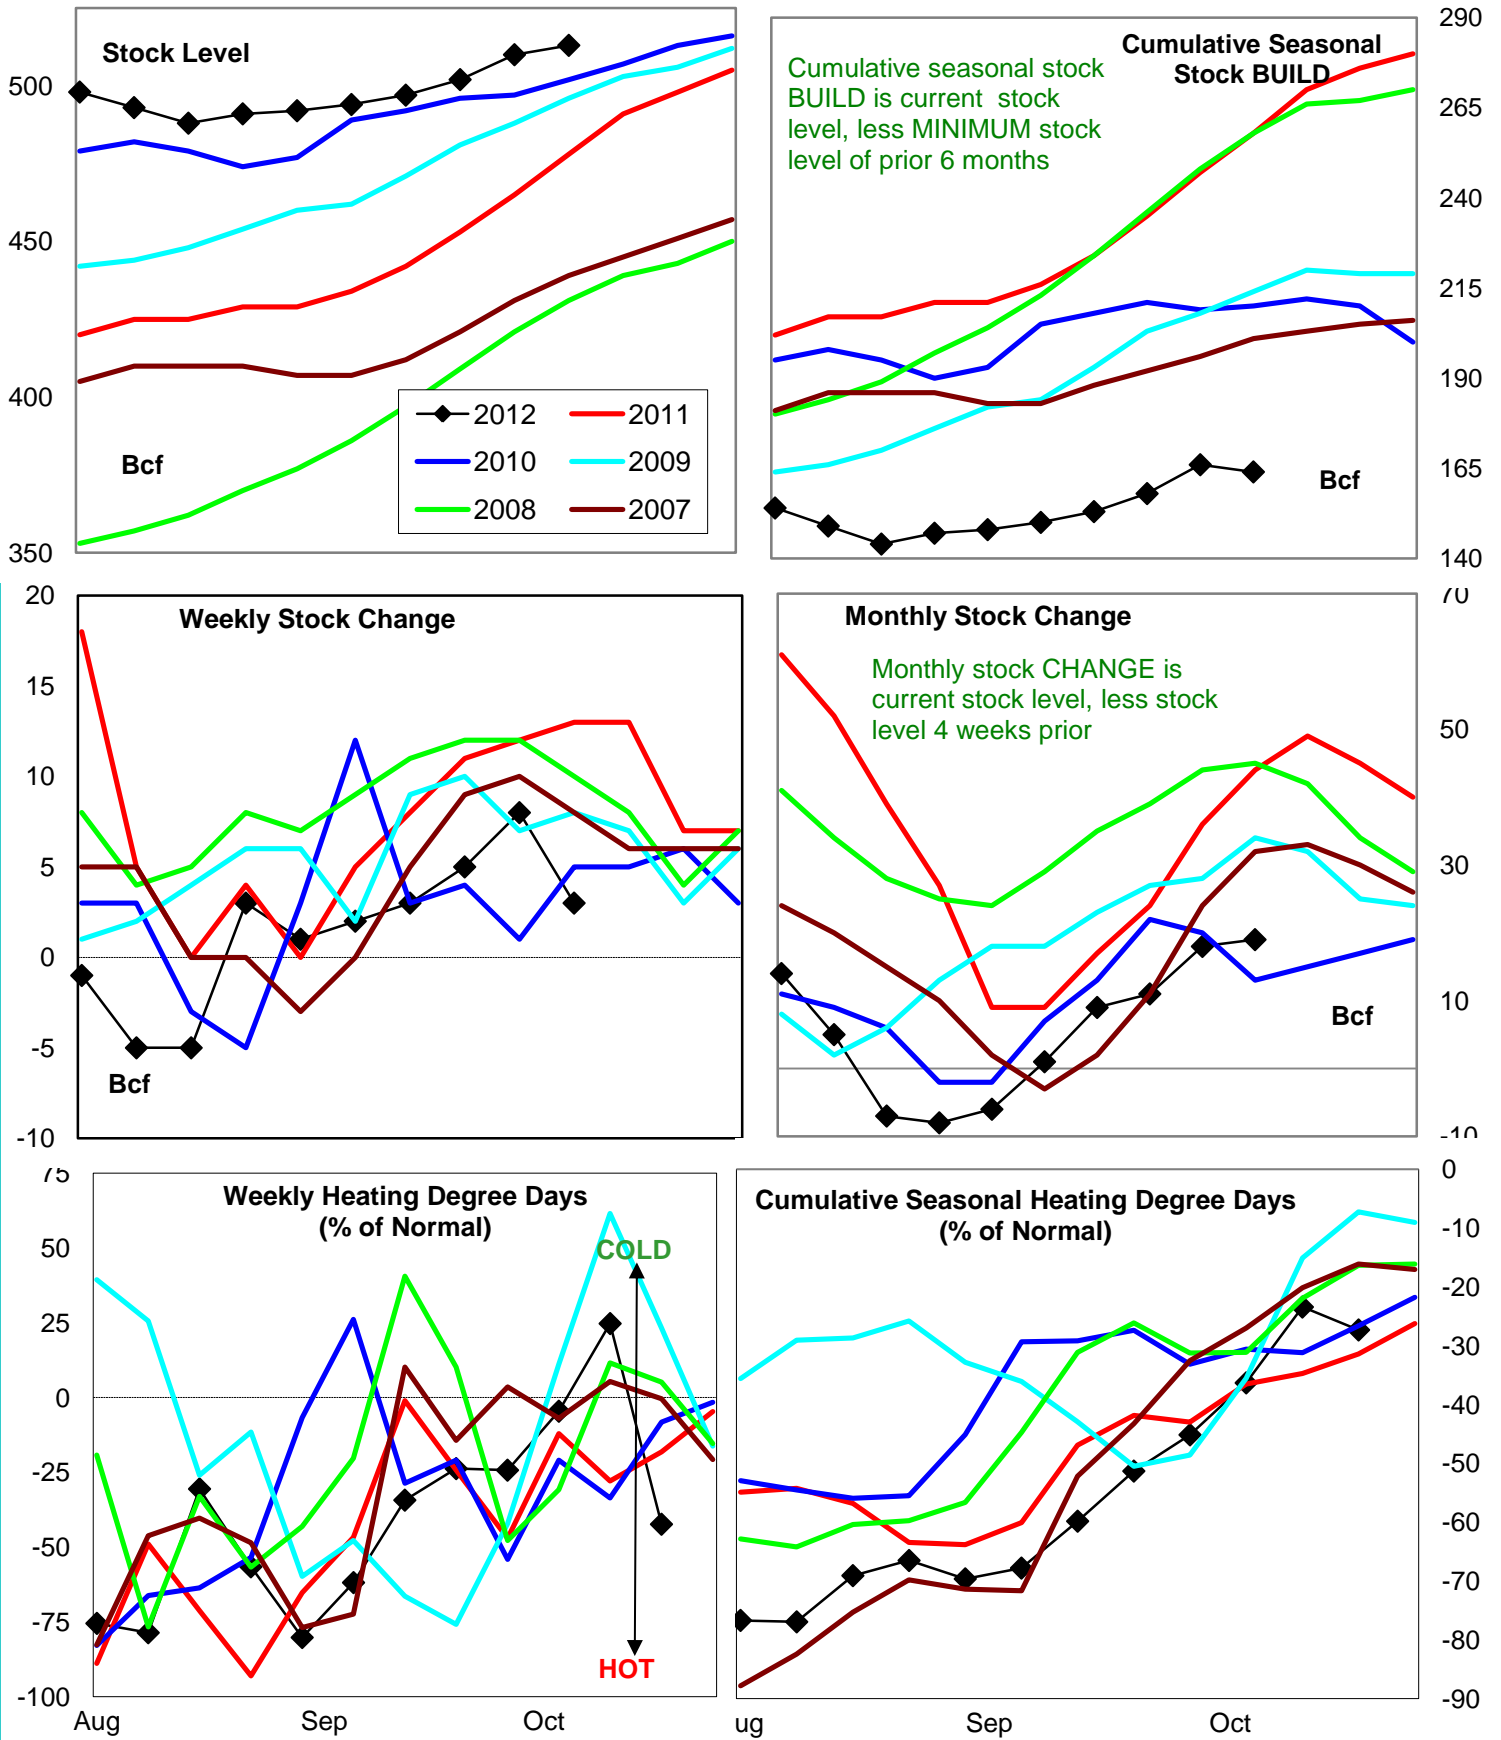 Stock Level
500
450
400
350
Bcf
2012
2011
2010
2009
2008
2007
Cumulative Seasonal
Stock BUILD
Cumulative seasonal stock
BUILD is current stock
level, less MINIMUM stock
level of prior 6 months
Bcf
290
265
240
215
190
165
140
Weekly Stock Change
20
15
10
5
0
-5
-10
Bcf
Monthly Stock Change
Monthly stock CHANGE is
current stock level, less stock
level 4 weeks prior
Bcf
70
50
30
10
-10
Weekly Heating Degree Days
(% of Normal)
COLD
HOT
75
50
25
0
-25
-50
-75
-100
Aug
Sep
Oct
Cumulative Seasonal Heating Degree Days
(% of Normal)
0
-10
-20
-30
-40
-50
-60
-70
-80
-90
ug
Sep
Oct